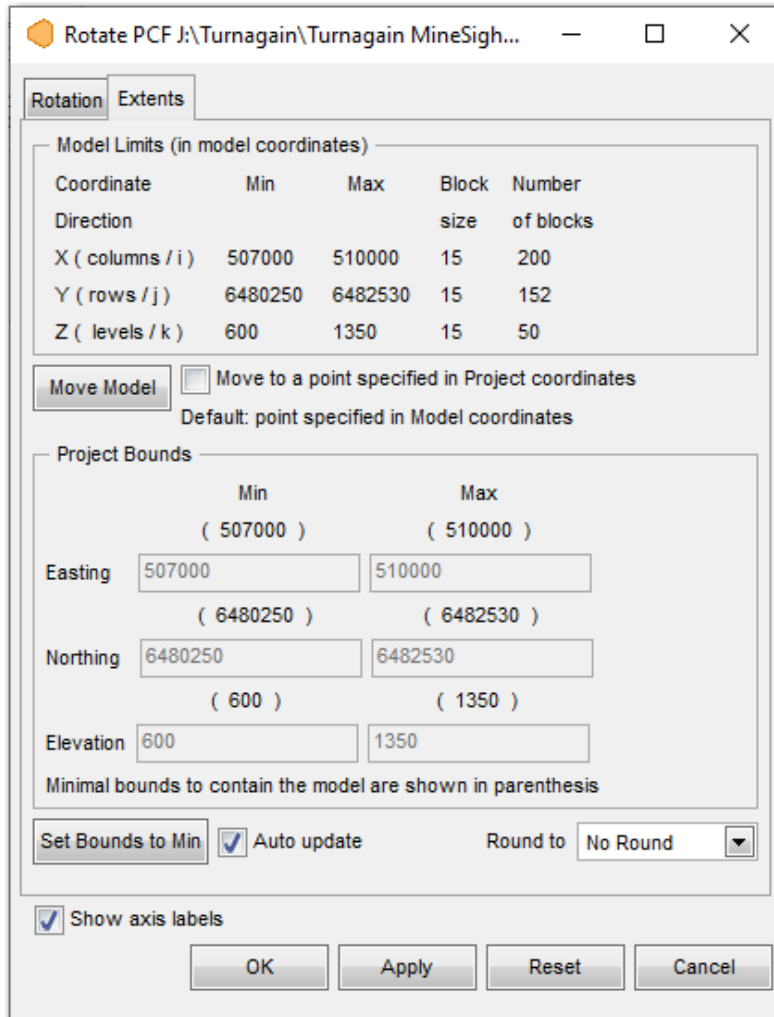 Rotate PCF J:\Turnagain\Turnagain MineSigh...
Rotation Extents
Model Limits (in model coordinates)
Coordinate Min Max Block Number
Direction size of blocks
X ( columns / i ) 507000 510000 15 200
Y ( rows / j ) 6480250 6482530 15 152
Z ( levels / k ) 600 1350 15 50
Move Model Move to a point specified in Project coordinates
Default: point specified in Model coordinates
Project Bounds
Min Max
( 507000 ) ( 510000 )
Easting 507000 510000
( 6480250 ) ( 6482530 )
Northing 6480250 6482530
( 600 ) ( 1350 )
Elevation 600 1350
Minimal bounds to contain the model are shown in parenthesis
Set Bounds to Min Auto update Round to No Round
Show axis labels
OK Apply Reset Cancel